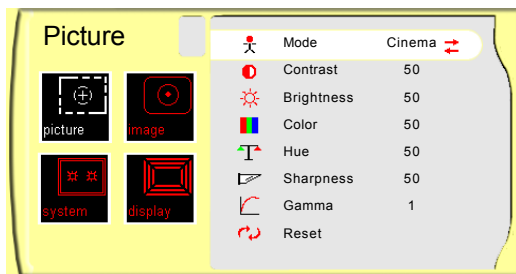 Picture
picture
image
system
display
Mode Cinema
Contrast 50
Brightness 50
Color 50
Hue 50
Sharpness 50
Gamma 1
Reset